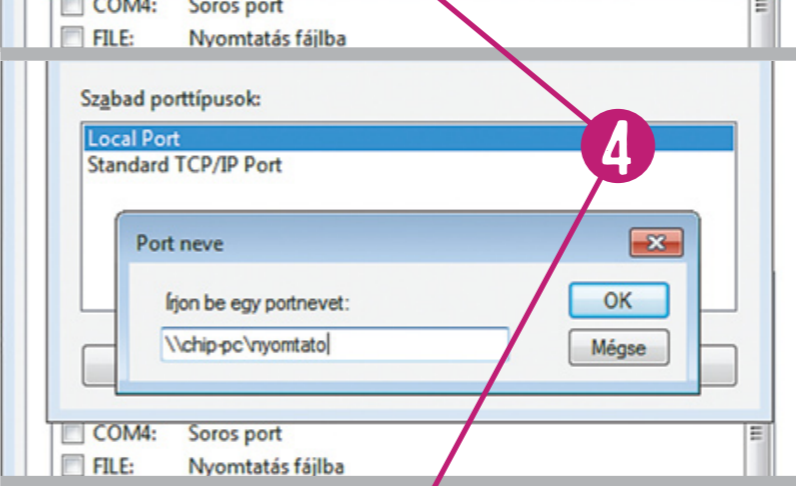 COM4: Soros port
FILE: Nyomtatás fájlba
Szabad porttípusok:
Local Port
Standard TCP/IP Port
4
Port neve
Írjon be egy portnevet:
OK
\\chip-pc\nyomtato
Mégse
COM4: Soros port
FILE: Nyomtatás fájlba